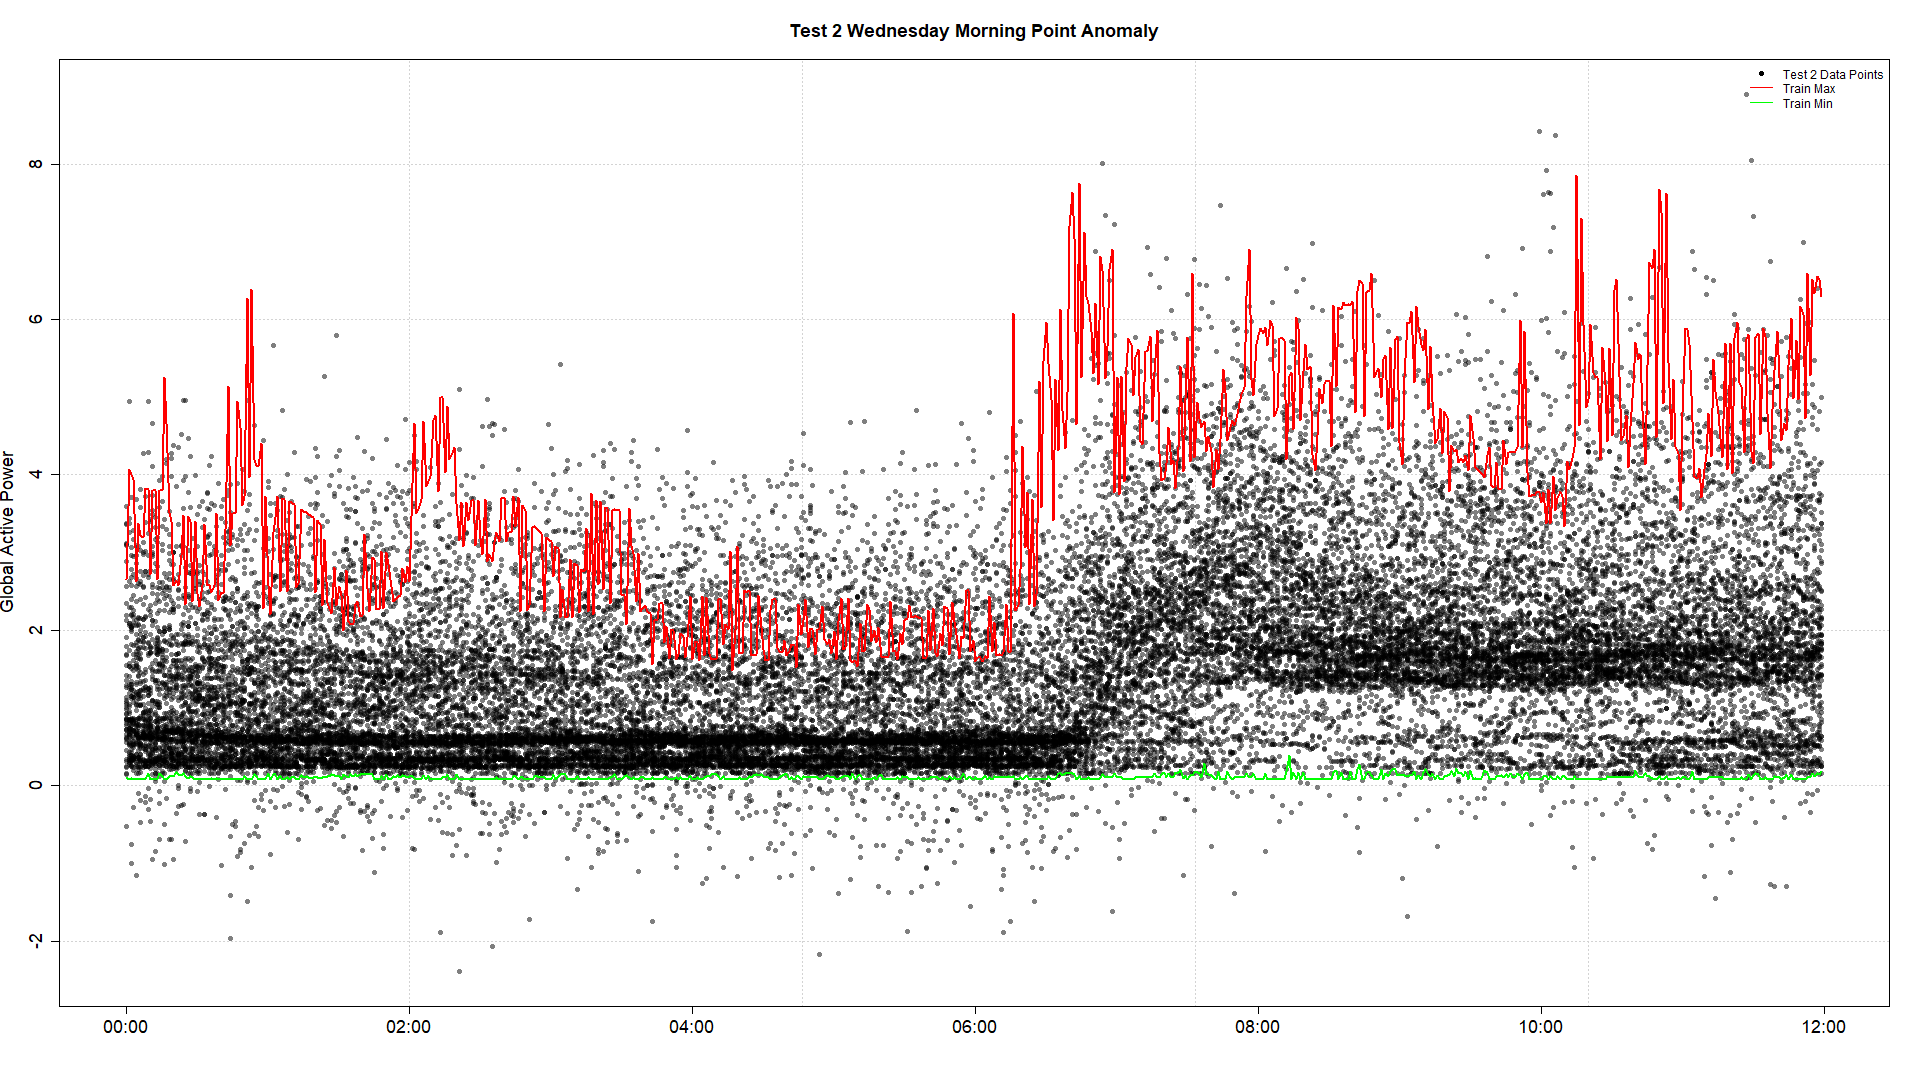 Test 2 Wednesday Morning Point Anomaly
Test 2 Data Points
Train Max
Train Min
Global Active Power
8
6
4
2
0
-2
00:00
02:00
04:00
06:00
08:00
10:00
12:00